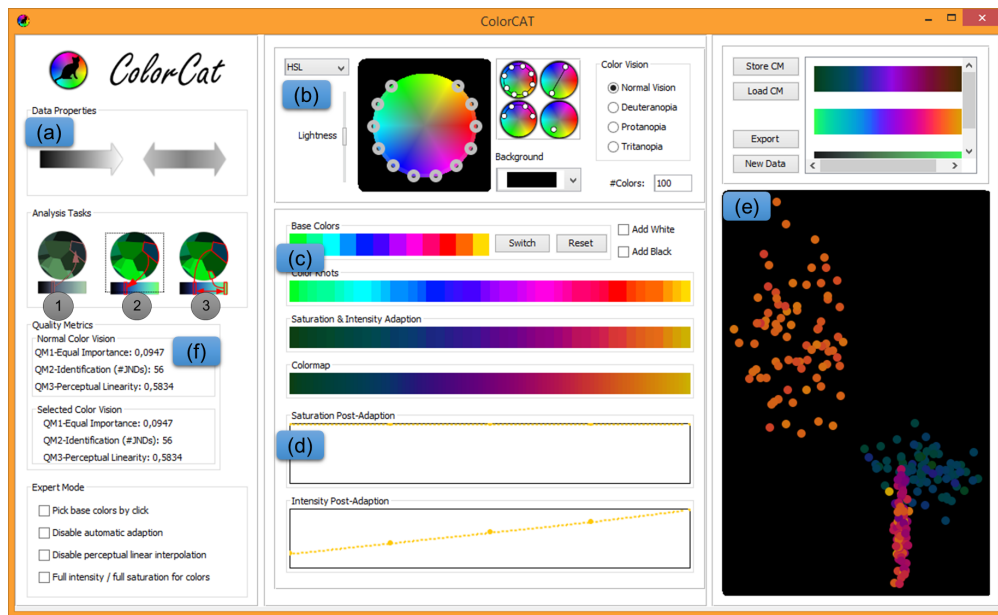 ColorCAT
ColorCat
Data Properties
(a)
Analysis Tasks
1 2 3
Quality Metrics
Normal Color Vision
(f)
QM1-Equal Importance: 0,0947
QM2-Identification (#JNDs): 56
QM3-Perceptual Linearity: 0,5834
Selected Color Vision
QM1-Equal Importance: 0,0947
QM2-Identification (#JNDs): 56
QM3-Perceptual Linearity: 0,5834
Expert Mode
Pick base colors by click
Disable automatic adaption
Disable perceptual linear interpolation
Full intensity / full saturation for colors
HSL
(b)
Lightness
Background
Color Vision
Normal Vision
Deuteranopia
Protanopia
Tritanopia
#Colors: 100
Base Colors
Switch Reset
Add White
Add Black
(c)
Color Knots
Saturation & Intensity Adaption
Colormap
Saturation Post-Adaption
(d)
Intensity Post-Adaption
Store CM
Load CM
Export
New Data
(e)